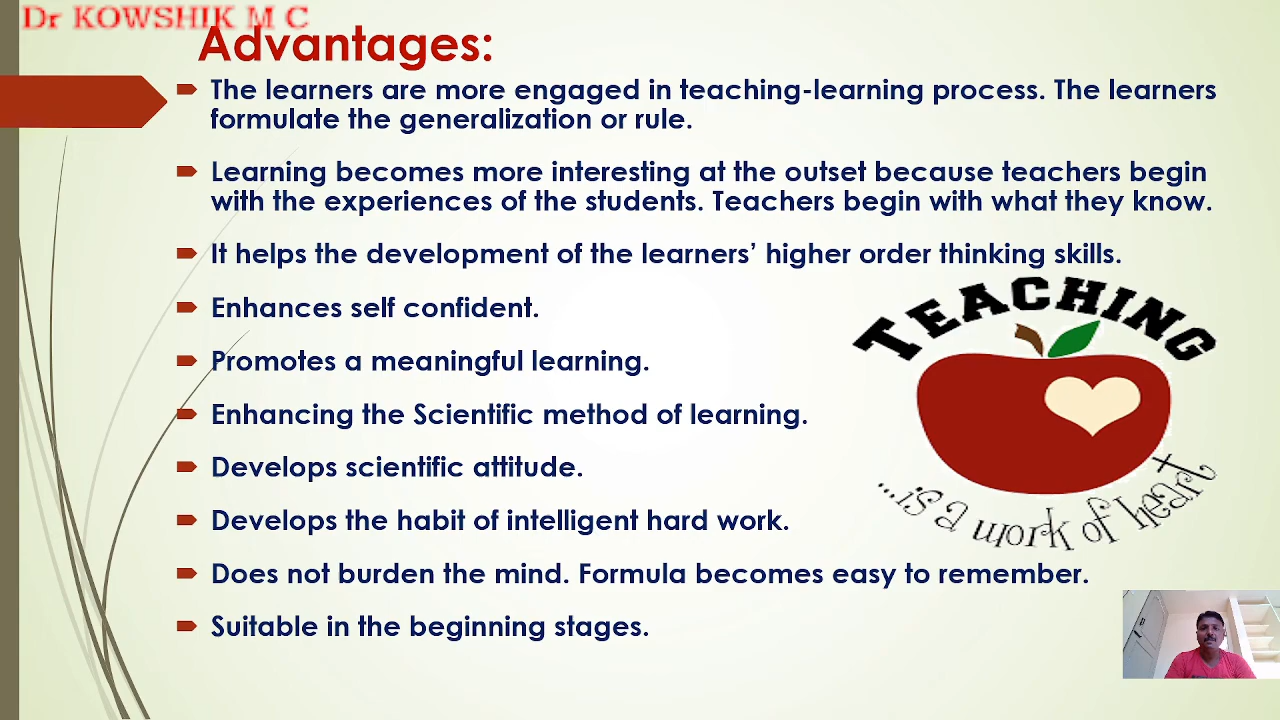 Dr KOWSHIK M C
Advantages:
The learners are more engaged in teaching-learning process. The learners
formulate the generalization or rule.
Learning becomes more interesting at the outset because teachers begin
with the experiences of the students. Teachers begin with what they know.
It helps the development of the learners’ higher order thinking skills.
Enhances self confident.
Promotes a meaningful learning.
Enhancing the Scientific method of learning.
Develops scientific attitude.
Develops the habit of intelligent hard work.
Does not burden the mind. Formula becomes easy to remember.
Suitable in the beginning stages.
TEACHING
...is a work of heart